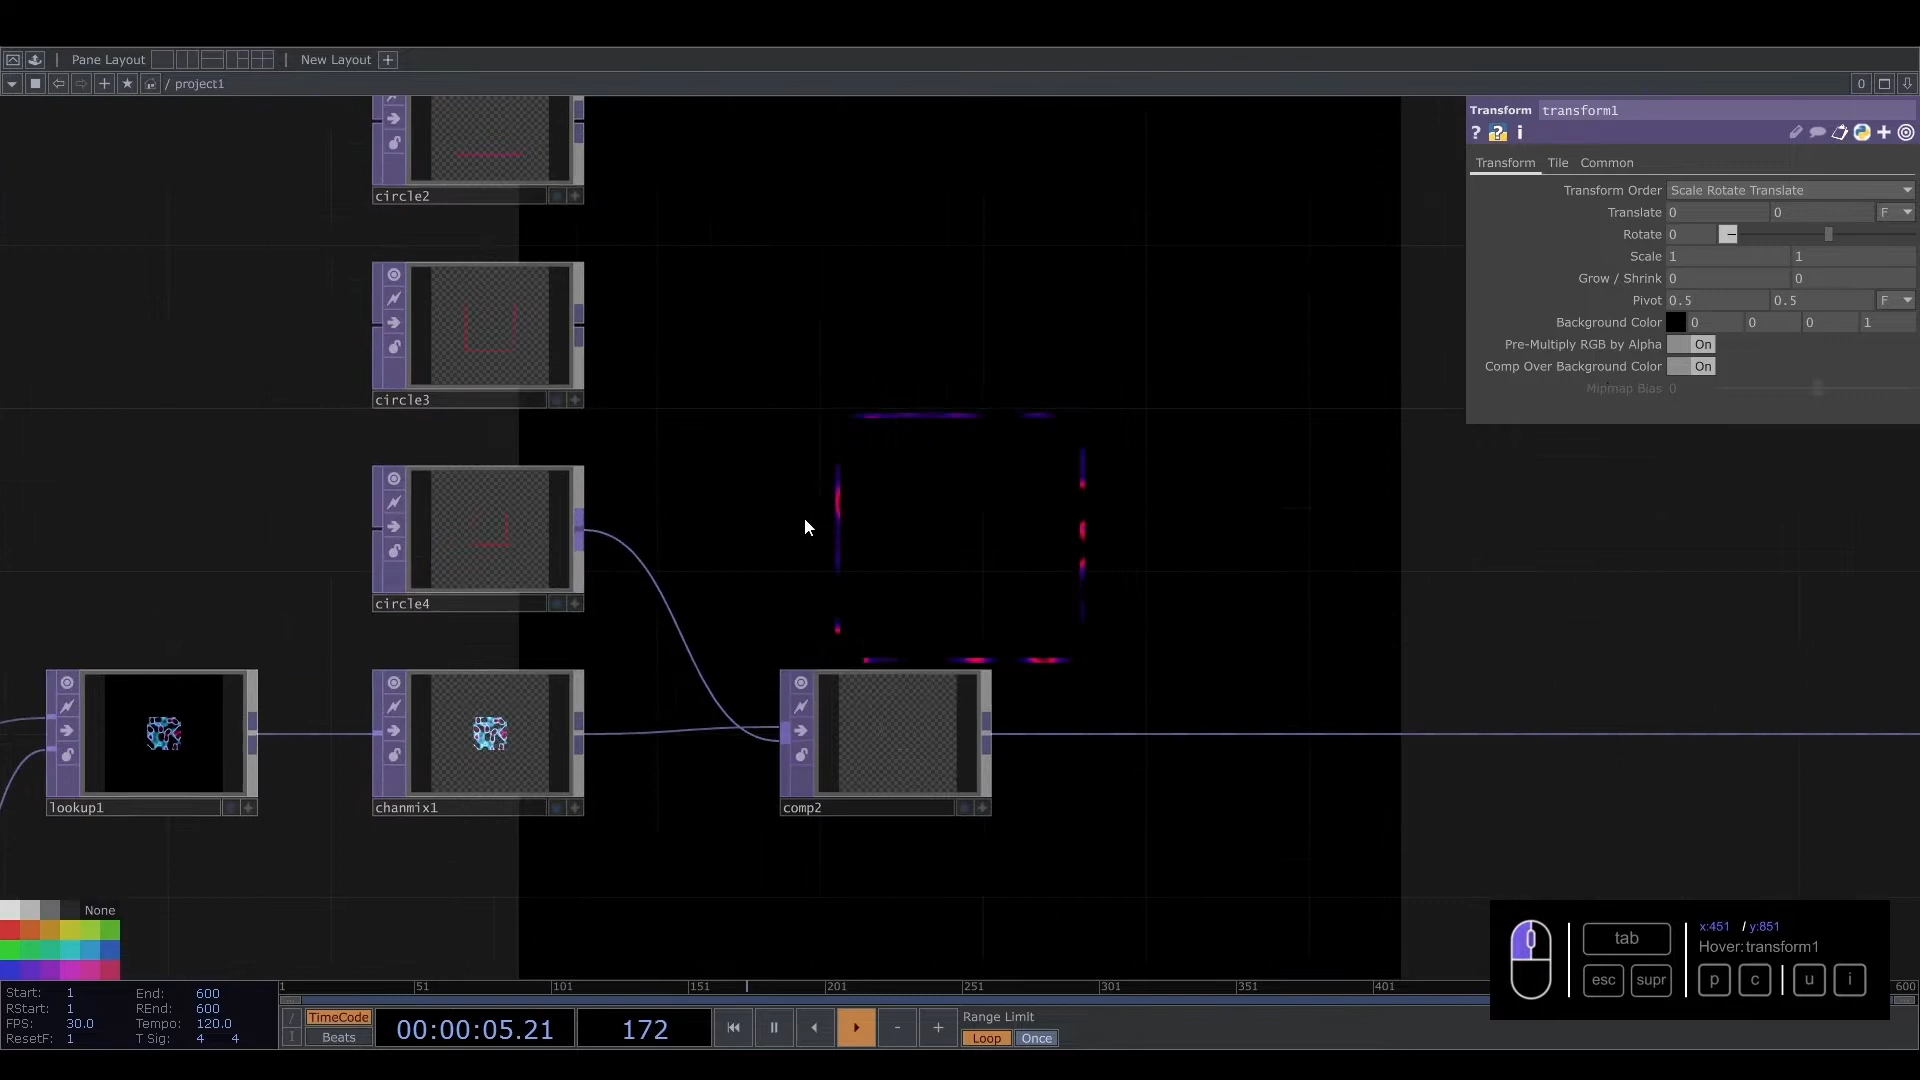 Pane Layout | New Layout +
/ project1
0
Transform transform1
? ? i
Transform Tile Common
Transform Order Scale Rotate Translate
Translate 0 0 F
Rotate 0
Scale 1 1
Grow / Shrink 0 0
Pivot 0.5 0.5 F
Background Color 0 0 0 1
Pre-Multiply RGB by Alpha On
Comp Over Background Color On
Mipmap Bias 0
circle2
circle3
circle4
lookup1
chanmix1
comp2
None
tab
esc
supr
x:451 / y:851
Hover:transform1
p c u i
1 51 101 151 201 251 301 351 401 600
Start: 1 End: 600
RStart: 1 REnd: 600
FPS: 30.0 Tempo: 120.0
ResetF: 1 T Sig: 4 4
/
I
TimeCode
Beats
00:00:05.21
172
- +
Range Limit
Loop Once